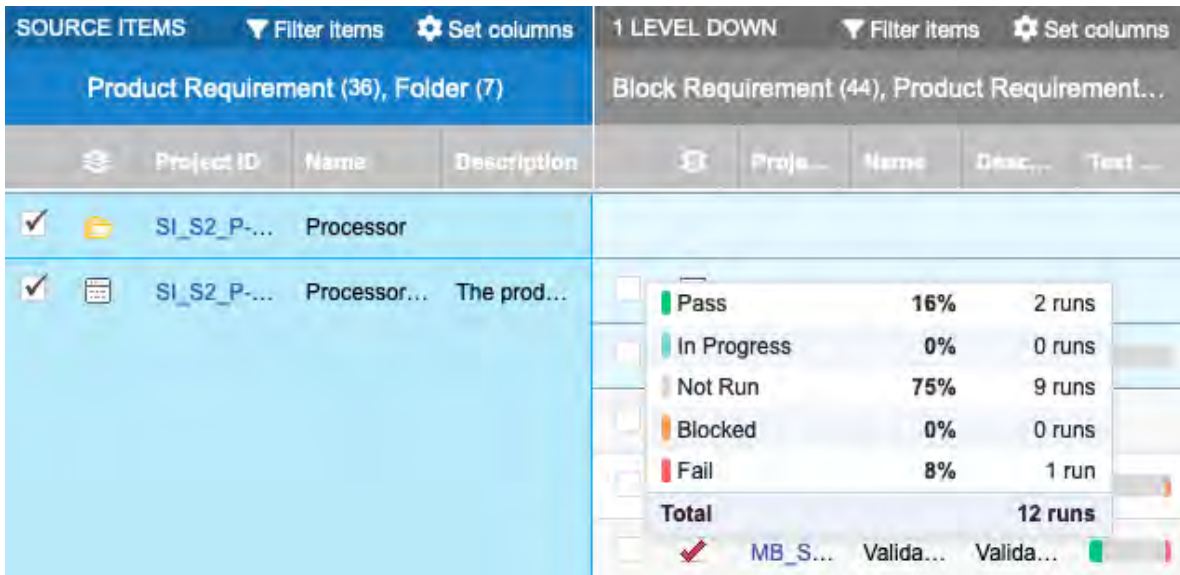 SOURCE ITEMS Filter items Set columns
Product Requirement (36), Folder (7)
Project ID Name Description
SI_S2_P-... Processor
SI_S2_P-... Processor... The prod...
1 LEVEL DOWN Filter items Set columns
Block Requirement (44), Product Requirement...
Proje... Name Desc... Test ...
Pass 16% 2 runs
In Progress 0% 0 runs
Not Run 75% 9 runs
Blocked 0% 0 runs
Fail 8% 1 run
Total 12 runs
MB_S... Valida... Valida...